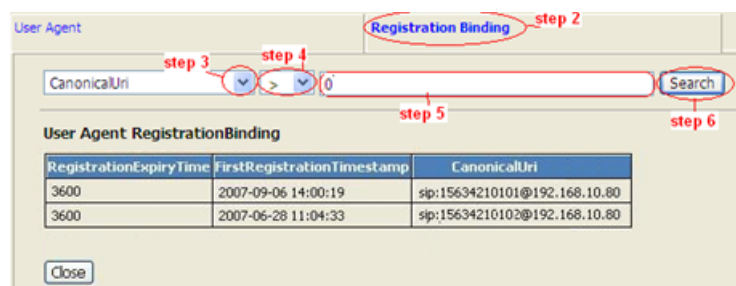 User Agent
Registration Binding
step 2
step 3
step 4
CanonicalUri
>
0
Search
step 5
step 6
User Agent RegistrationBinding
RegistrationExpiryTime FirstRegistrationTimestamp CanonicalUri
3600 2007-09-06 14:00:19 sip:15634210101@192.168.10.80
3600 2007-06-28 11:04:33 sip:15634210102@192.168.10.80
Close